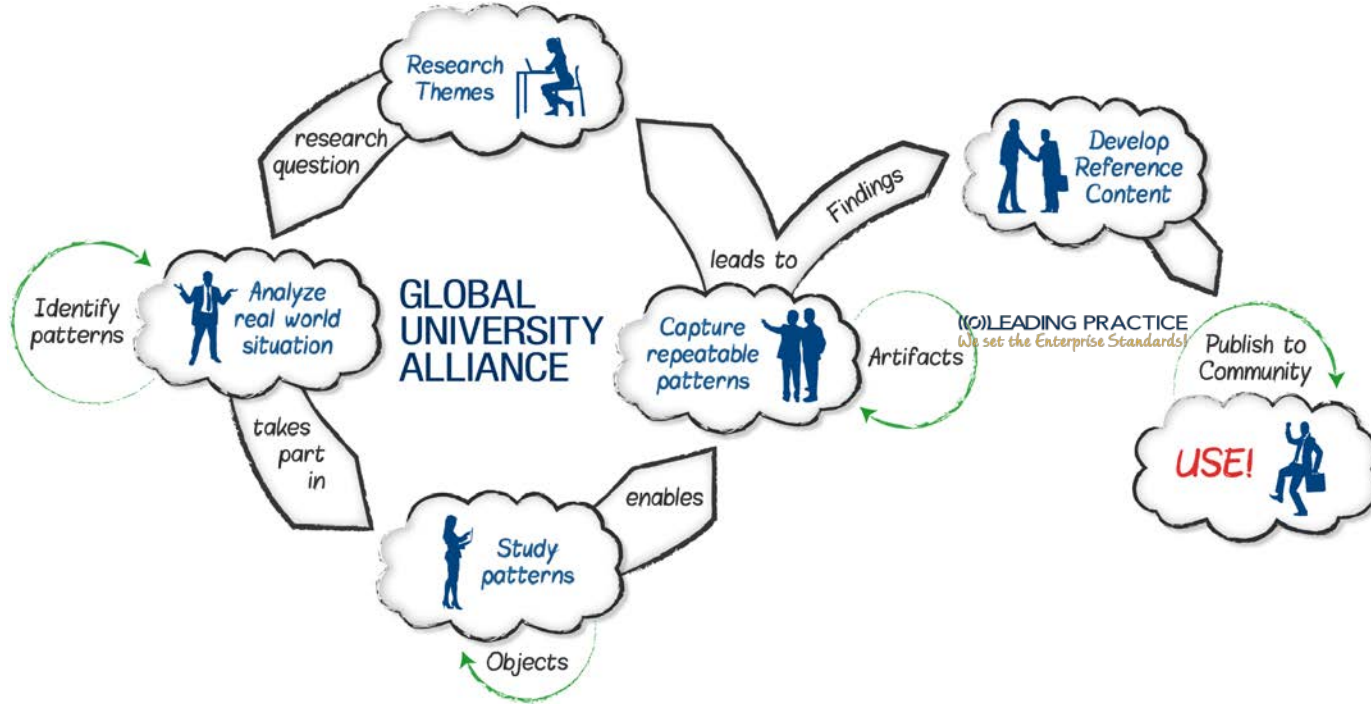 Research
Themes
research
question
Develop
Reference
Content
Findings
leads to
Identify
patterns
Analyze
real world
situation
GLOBAL
UNIVERSITY
ALLIANCE
Capture
repeatable
patterns
Artifacts
((O)LEADING PRACTICE
We set the Enterprise Standards!
Publish to
Community
USE!
takes
part
in
enables
Study
patterns
Objects